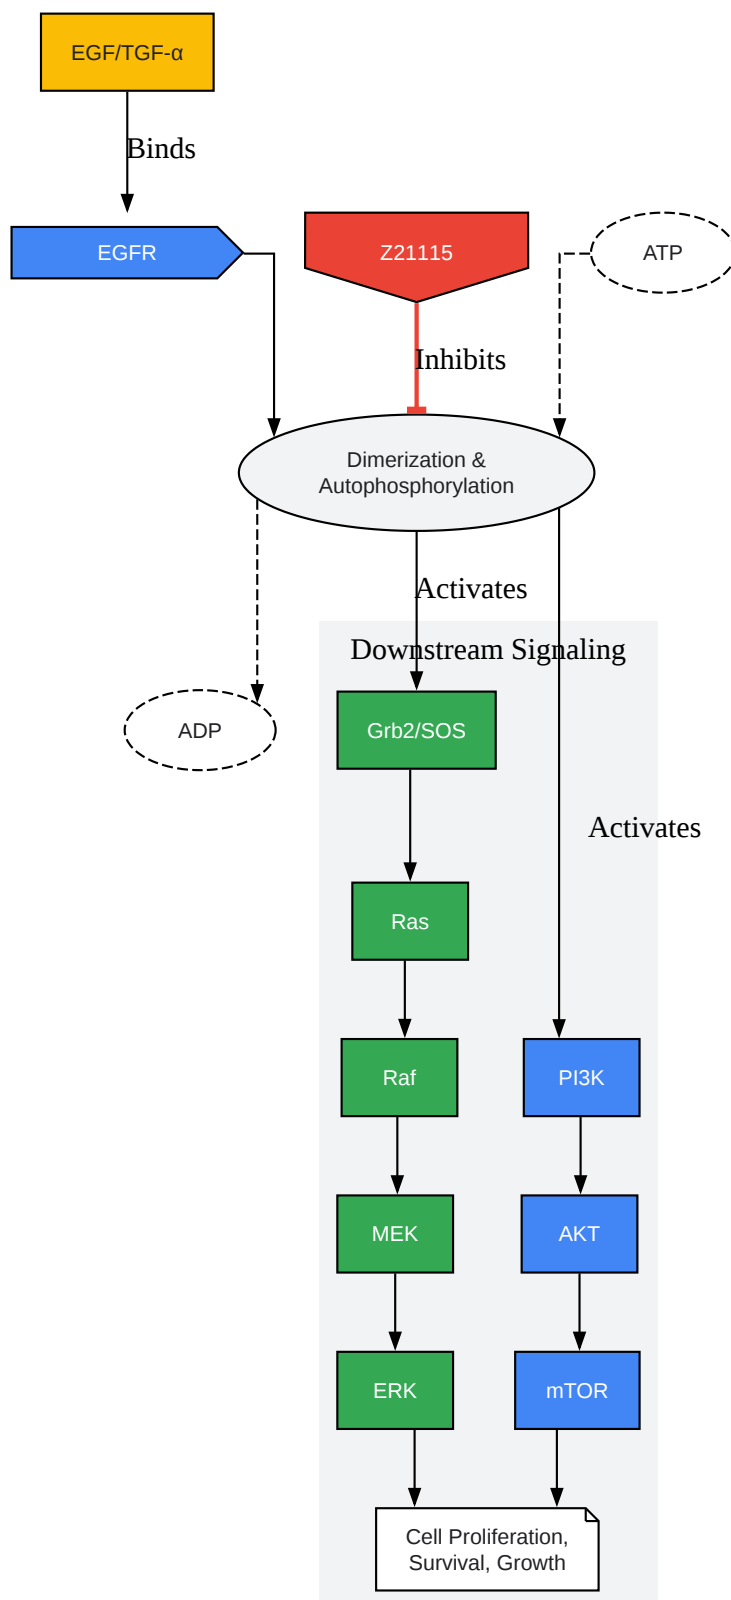 EGF/TGF-α
Binds
EGFR
Z21115
ATP
Inhibits
Dimerization &
Autophosphorylation
Activates
Downstream Signaling
Grb2/SOS
ADP
Activates
Ras
Raf
PI3K
MEK
AKT
ERK
mTOR
Cell Proliferation,
Survival, Growth